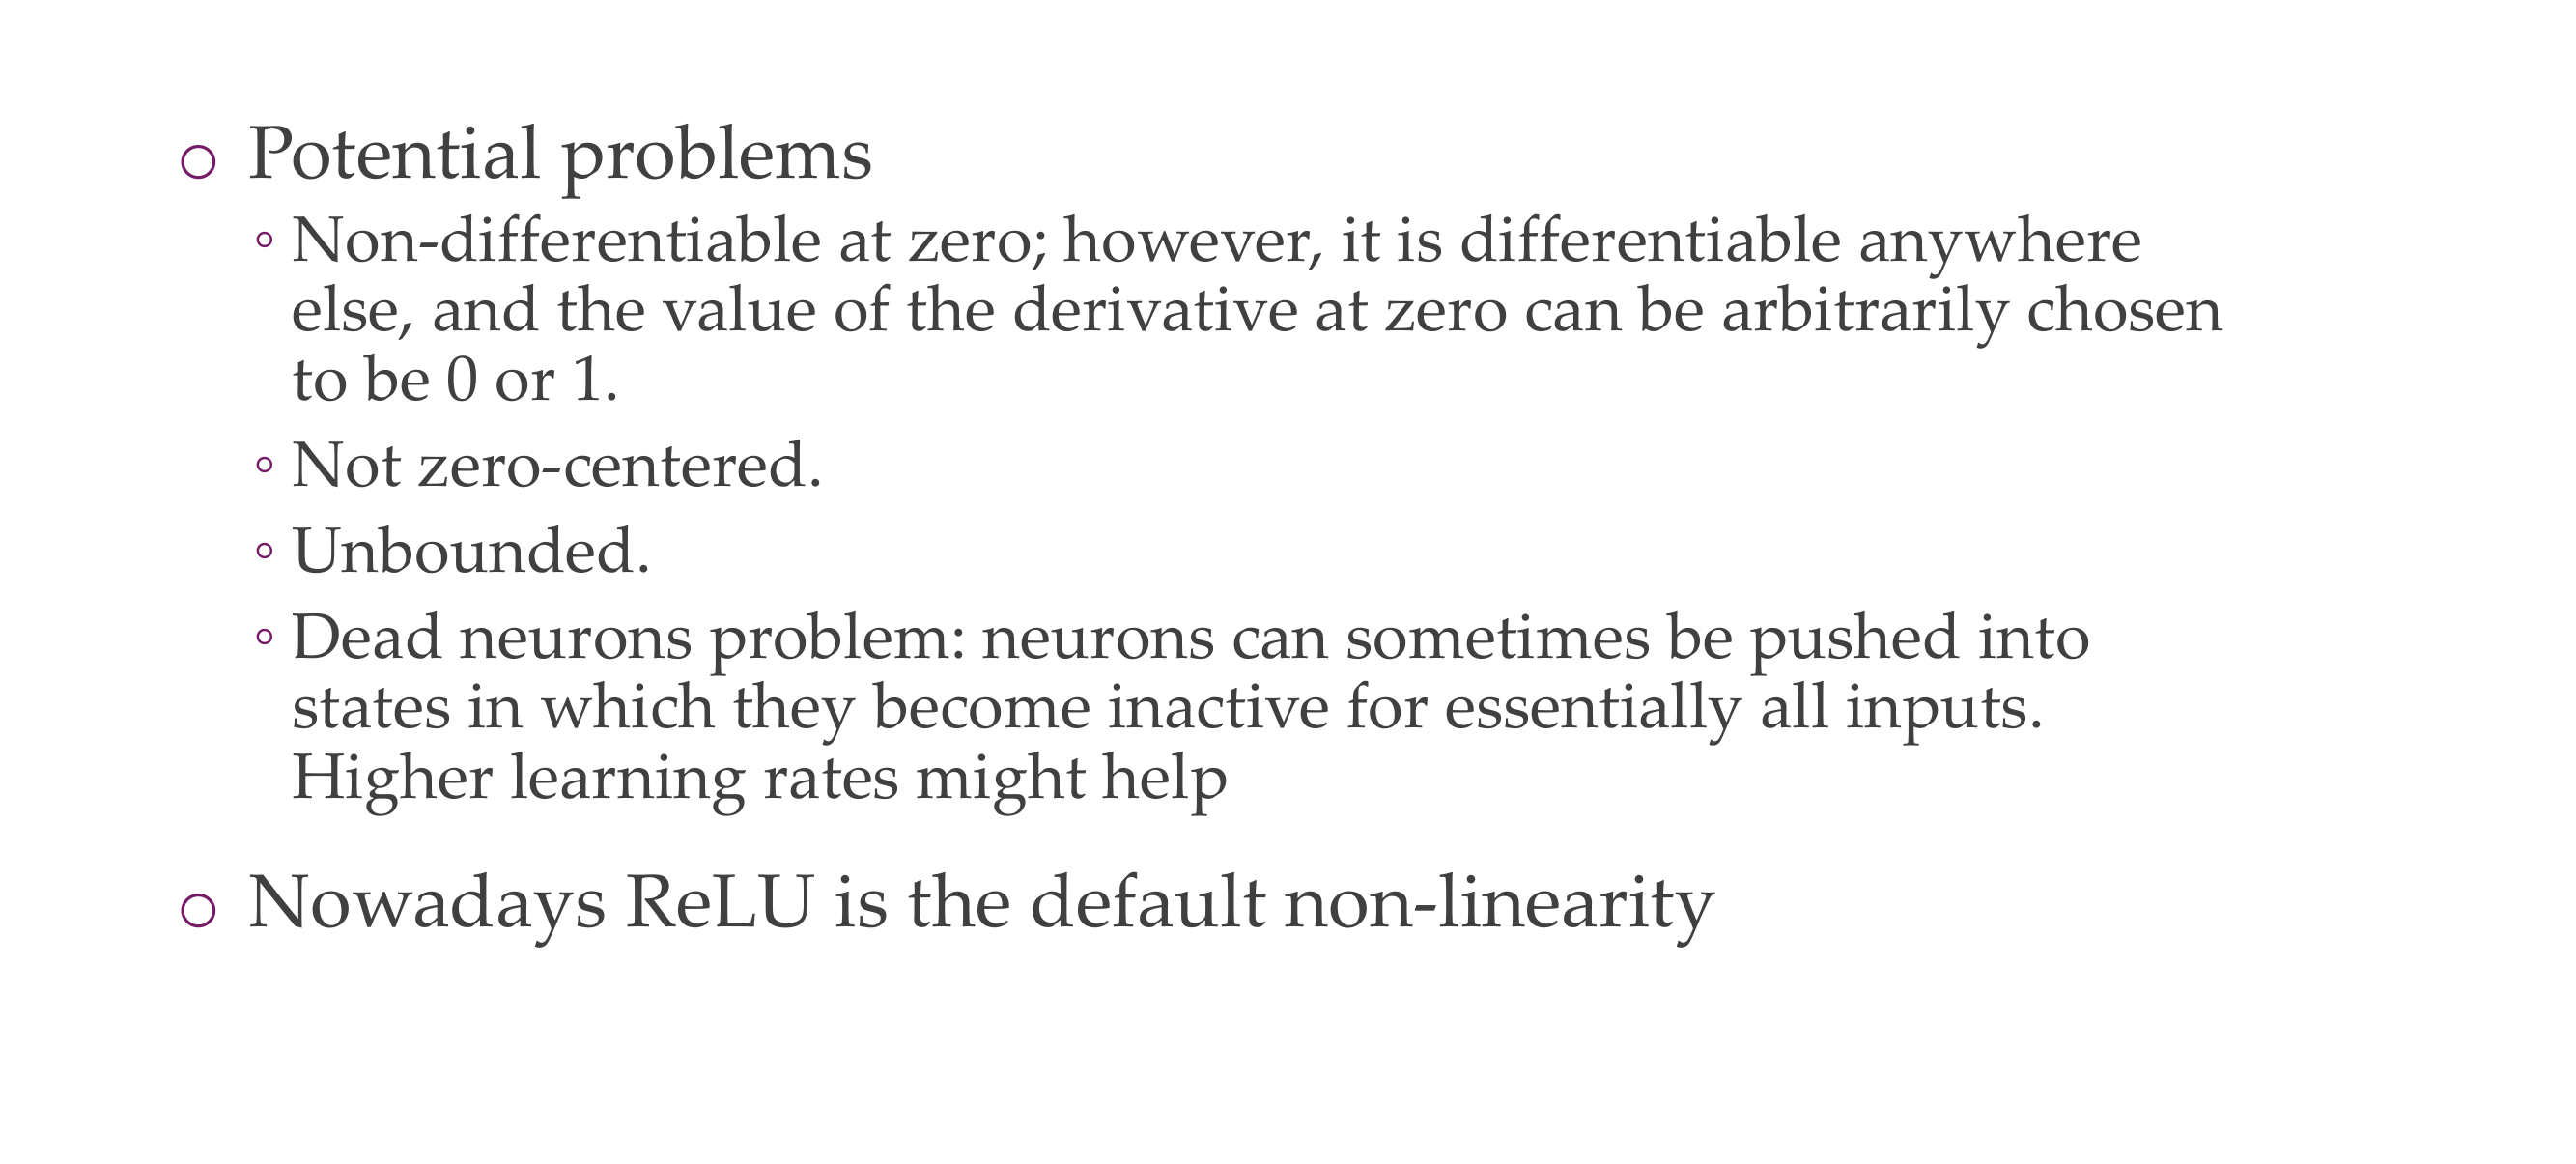 Potential problems
Non-differentiable at zero; however, it is differentiable anywhere
else, and the value of the derivative at zero can be arbitrarily chosen
to be 0 or 1.
Not zero-centered.
Unbounded.
Dead neurons problem: neurons can sometimes be pushed into
states in which they become inactive for essentially all inputs.
Higher learning rates might help
Nowadays ReLU is the default non-linearity